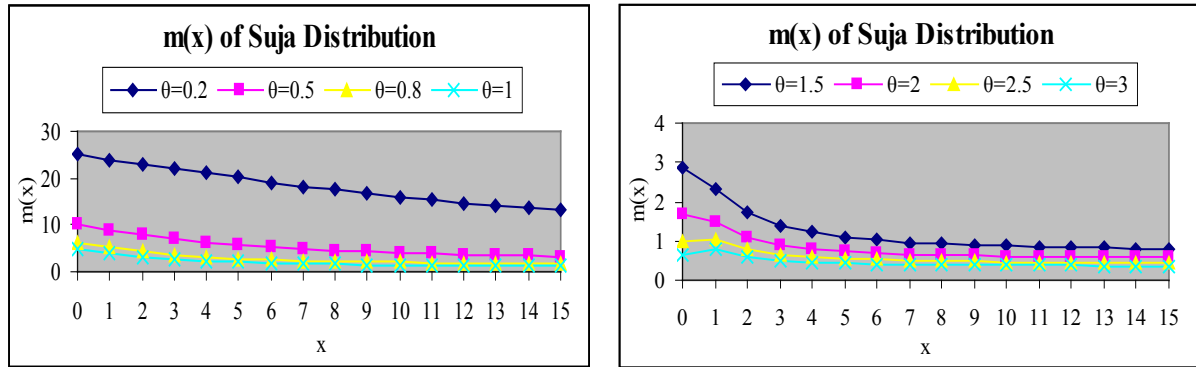 m(x) of Suja Distribution
θ=0.2 θ=0.5 θ=0.8 θ=1
30
20
10
0
m(x)
0 1 2 3 4 5 6 7 8 9 10 11 12 13 14 15
x
m(x) of Suja Distribution
θ=1.5 θ=2 θ=2.5 θ=3
4
3
2
1
0
m(x)
0 1 2 3 4 5 6 7 8 9 10 11 12 13 14 15
x